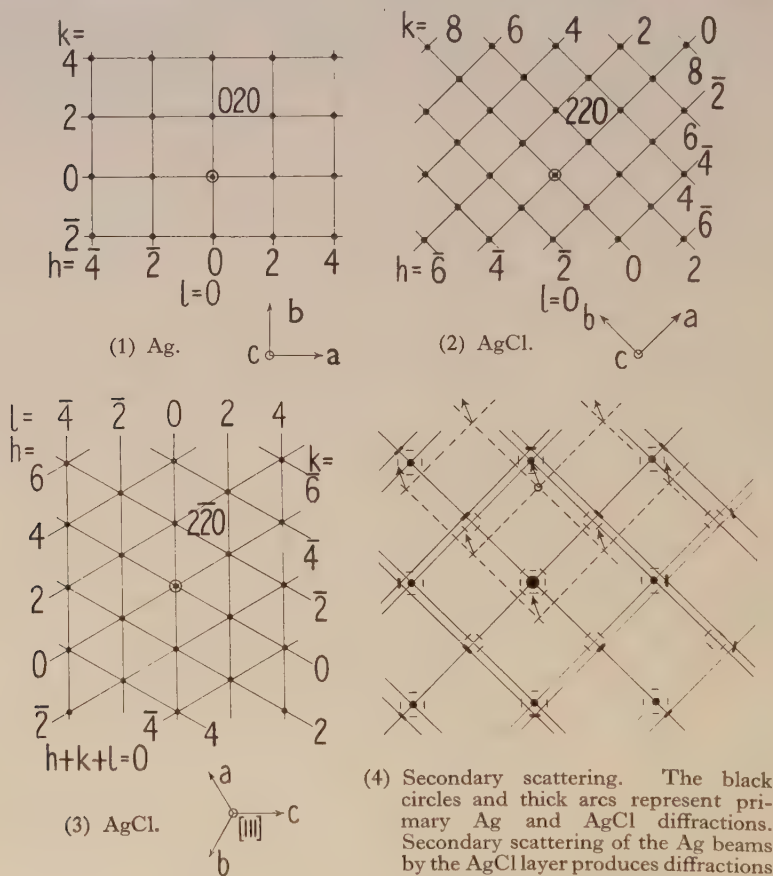 k=
4
020
2
0
2̄
h= 4̄ 2̄ 0 2 4
l=0
b
c a
(1) Ag.
k= 8 6 4 2 0
8
2̄
220
6
4̄
4
6̄
h=6̄ 4̄ 2̄ 0 2
l=0
b a
c
(2) AgCl.
l= 4̄ 2̄ 0 2 4
h= k=
6 6̄
22̄0
4 4̄
2 2̄
0 0
2̄ 4̄ 4 2
h+k+l=0
a
c
[111]
b
(3) AgCl.
(4) Secondary scattering. The black
circles and thick arcs represent pri-
mary Ag and AgCl diffractions.
Secondary scattering of the Ag beams
by the AgCl layer produces diffractions